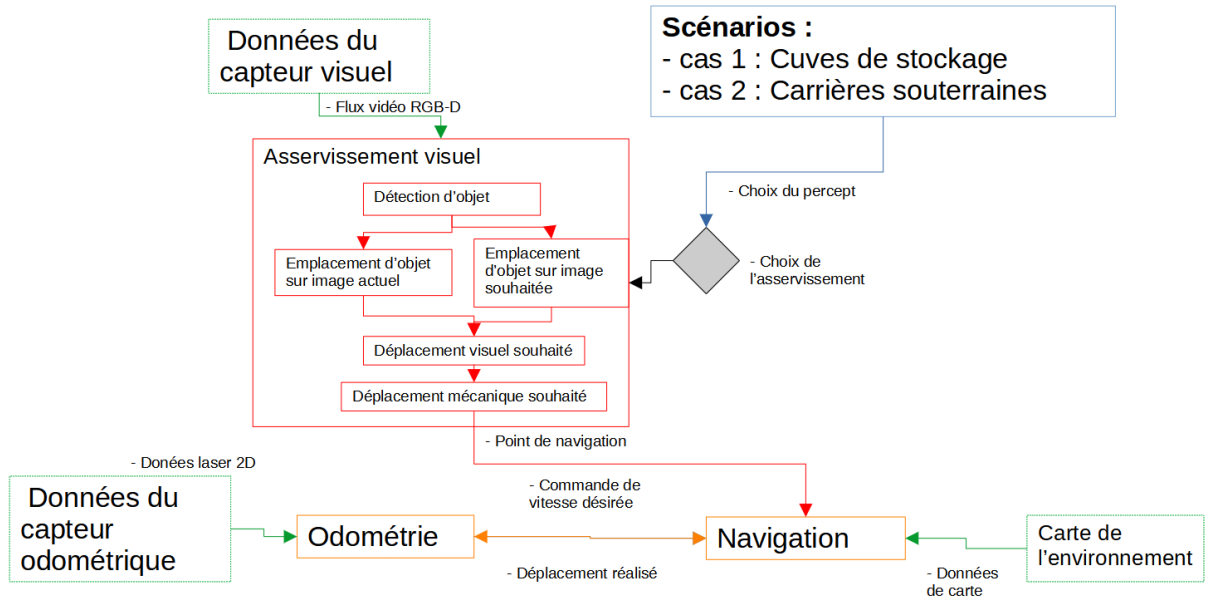 Données du
capteur visuel
Scénarios :
- cas 1 : Cuves de stockage
- cas 2 : Carrières souterraines
- Flux vidéo RGB-D
Asservissement visuel
Détection d'objet
- Choix du percept
Emplacement d'objet
sur image actuel
Emplacement
d'objet sur image
souhaitée
- Choix de
l'asservissement
Déplacement visuel souhaité
Déplacement mécanique souhaité
- Point de navigation
- Donées laser 2D
- Commande de
vitesse désirée
Données du
capteur
odométrique
Odométrie
Navigation
Carte de
l'environnement
- Déplacement réalisé
- Données
de carte